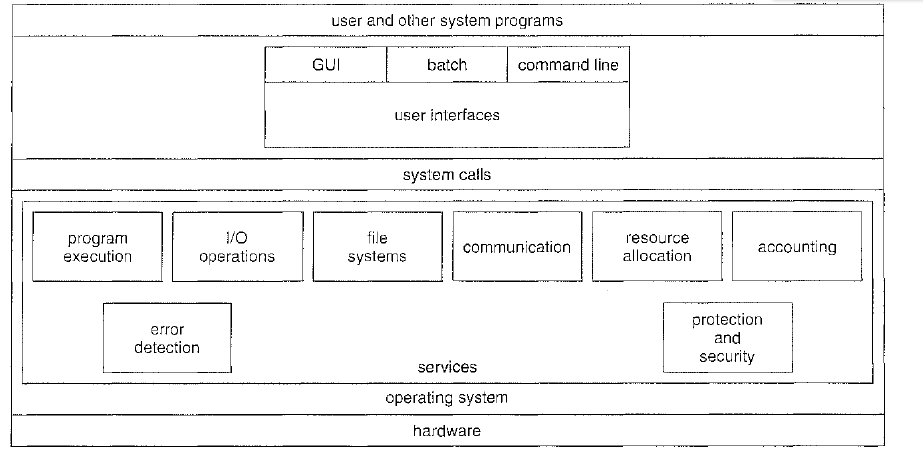 user and other system programs
GUI
batch
command line
user interfaces
system calls
program
execution
I/O
operations
file
systems
communication
resource
allocation
accounting
error
detection
protection
and
security
services
operating system
hardware